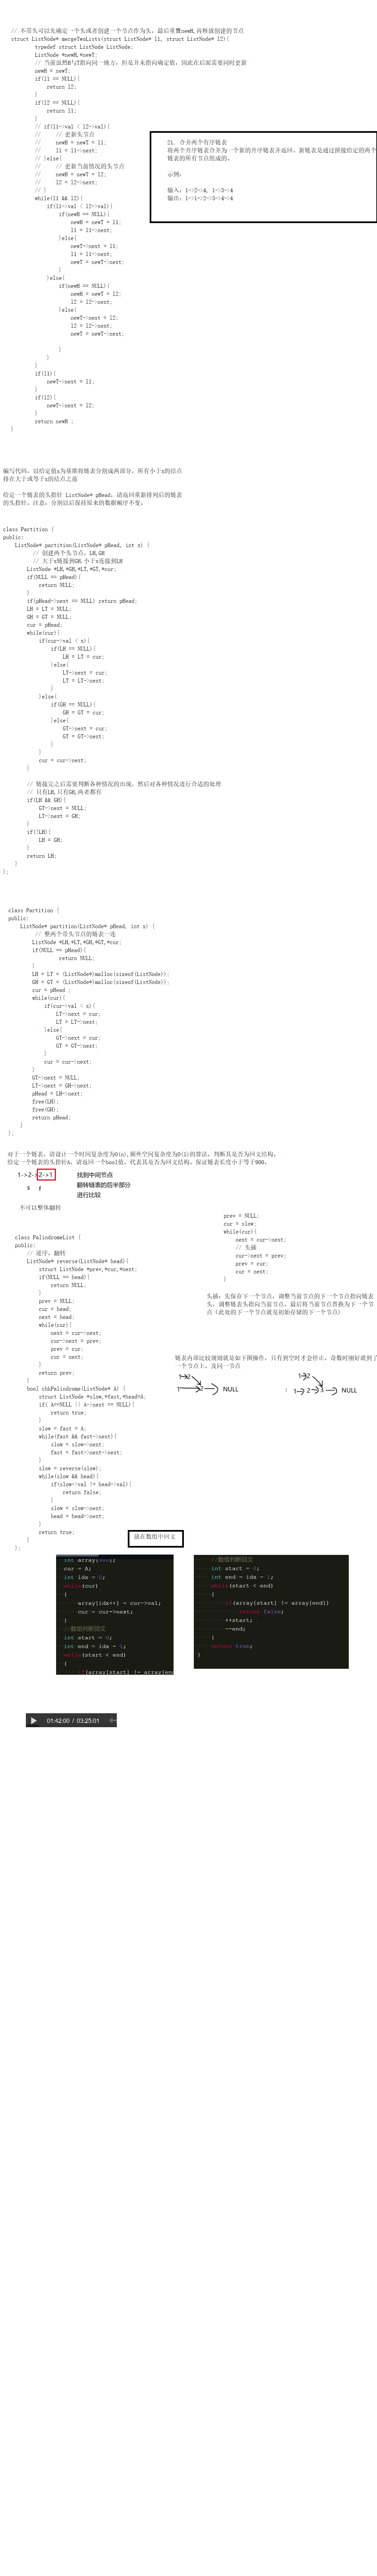 // 不带头可以先确定一个头或者创建一个节点作为头，最后重置newH,再释放创建的节点
struct ListNode* mergeTwoLists(struct ListNode* l1, struct ListNode* l2){
typedef struct ListNode ListNode;
ListNode *newH,*newT;
// 当前虽然H与T指向同一地方，但是并未指向确定值，因此在后面需要同时更新
newH = newT;
if(l1 == NULL){
return l2;
}
if(l2 == NULL){
return l1;
}
// if(l1->val < l2->val){
// // 更新头节点
// newH = newT = l1;
// l1 = l1->next;
// }else{
// // 更新当前情况的头节点
// newH = newT = l2;
// l2 = l2->next;
// }
while(l1 && l2){
if(l1->val < l2->val){
if(newH == NULL){
newH = newT = l1;
l1 = l1->next;
}else{
newT->next = l1;
l1 = l1->next;
newT = newT->next;
}
}else{
if(newH == NULL){
newH = newT = l2;
l2 = l2->next;
}else{
newT->next = l2;
l2 = l2->next;
newT = newT->next;
}
}
}
if(l1){
newT->next = l1;
}
if(l2){
newT->next = l2;
}
return newH ;
}
21. 合并两个有序链表
将两个升序链表合并为一个新的升序链表并返回。新链表是通过拼接给定的两个
链表的所有节点组成的。
示例：
输入：1->2->4, 1->3->4
输出：1->1->2->3->4->4
编写代码，以给定值x为基准将链表分割成两部分，所有小于x的结点
排在大于或等于x的结点之前
给定一个链表的头指针 ListNode* pHead，请返回重新排列后的链表
的头指针。注意：分割以后保持原来的数据顺序不变。
class Partition {
public:
ListNode* partition(ListNode* pHead, int x) {
// 创建两个头节点，LH,GH
// 大于x链接到GH 小于x连接到LH
ListNode *LH,*GH,*LT,*GT,*cur;
if(NULL == pHead){
return NULL;
}
if(pHead->next == NULL) return pHead;
LH = LT = NULL;
GH = GT = NULL;
cur = pHead;
while(cur){
if(cur->val < x){
if(LH == NULL){
LH = LT = cur;
}else{
LT->next = cur;
LT = LT->next;
}
}else{
if(GH == NULL){
GH = GT = cur;
}else{
GT->next = cur;
GT = GT->next;
}
}
cur = cur->next;
}
// 链接完之后需要判断各种情况的出现，然后对各种情况进行合适的处理
// 只有LH,只有GH,两者都有
if(LH && GH){
GT->next = NULL;
LT->next = GH;
}
if(!LH){
LH = GH;
}
return LH;
}
};
class Partition {
public:
ListNode* partition(ListNode* pHead, int x) {
// 整两个带头节点的链表一连
ListNode *LH,*LT,*GH,*GT,*cur;
if(NULL == pHead){
return NULL;
}
LH = LT = (ListNode*)malloc(sizeof(ListNode));
GH = GT = (ListNode*)malloc(sizeof(ListNode));
cur = pHead ;
while(cur){
if(cur->val < x){
LT->next = cur;
LT = LT->next;
}else{
GT->next = cur;
GT = GT->next;
}
cur = cur->next;
}
GT->next = NULL;
LT->next = GH->next;
pHead = LH->next;
free(LH);
free(GH);
return pHead;
}
};
对于一个链表，请设计一个时间复杂度为O(n),额外空间复杂度为O(1)的算法，判断其是否为回文结构。
给定一个链表的头指针A，请返回一个bool值，代表其是否为回文结构。保证链表长度小于等于900。
1->2->2->1
s f
找到中间节点
翻转链表的后半部分
进行比较
不可以整体翻转
class PalindromeList {
public:
// 逆序，翻转
ListNode* reverse(ListNode* head){
struct ListNode *prev,*cur,*next;
if(NULL == head){
return NULL;
}
prev = NULL;
cur = head;
next = head;
while(cur){
next = cur->next;
cur->next = prev;
prev = cur;
cur = next;
}
return prev;
}
bool chkPalindrome(ListNode* A) {
struct ListNode *slow,*fast,*head=A;
if( A==NULL || A->next == NULL){
return true;
}
slow = fast = A;
while(fast && fast->next){
slow = slow->next;
fast = fast->next->next;
}
slow = reverse(slow);
while(slow && head){
if(slow->val != head->val){
return false;
}
slow = slow->next;
head = head->next;
}
return true;
}
};
prev = NULL;
cur = slow;
while(cur){
next = cur->next;
// 头插
cur->next = prev;
prev = cur;
cur = next;
}
头插：先保存下一个节点，调整当前节点的下一个节点指向链表
头，调整链表头指向当前节点，最后将当前节点替换为下一个节
点（此处的下一个节点就是初始存储的下一个节点）
链表内部比较规则就是如下图操作，只有到空时才会停止，奇数时刚好就到了
一个节点上，及同一节点
1->2
1->2-> NULL
:
1->2
1->2->3-> NULL
放在数组中回文
int array[900];
cur = A;
int idx = 0;
while(cur)
{
array[idx++] = cur->val;
cur = cur->next;
}
//数组判断回文
int start = 0;
int end = idx - 1;
while(start < end)
{
if(array[start] != array[end
//数组判断回文
int start = 0;
int end = idx - 1;
while(start < end)
{
if(array[start] != array[end])
return false;
++start;
--end;
}
return true;
}
01:42:00 / 03:25:01